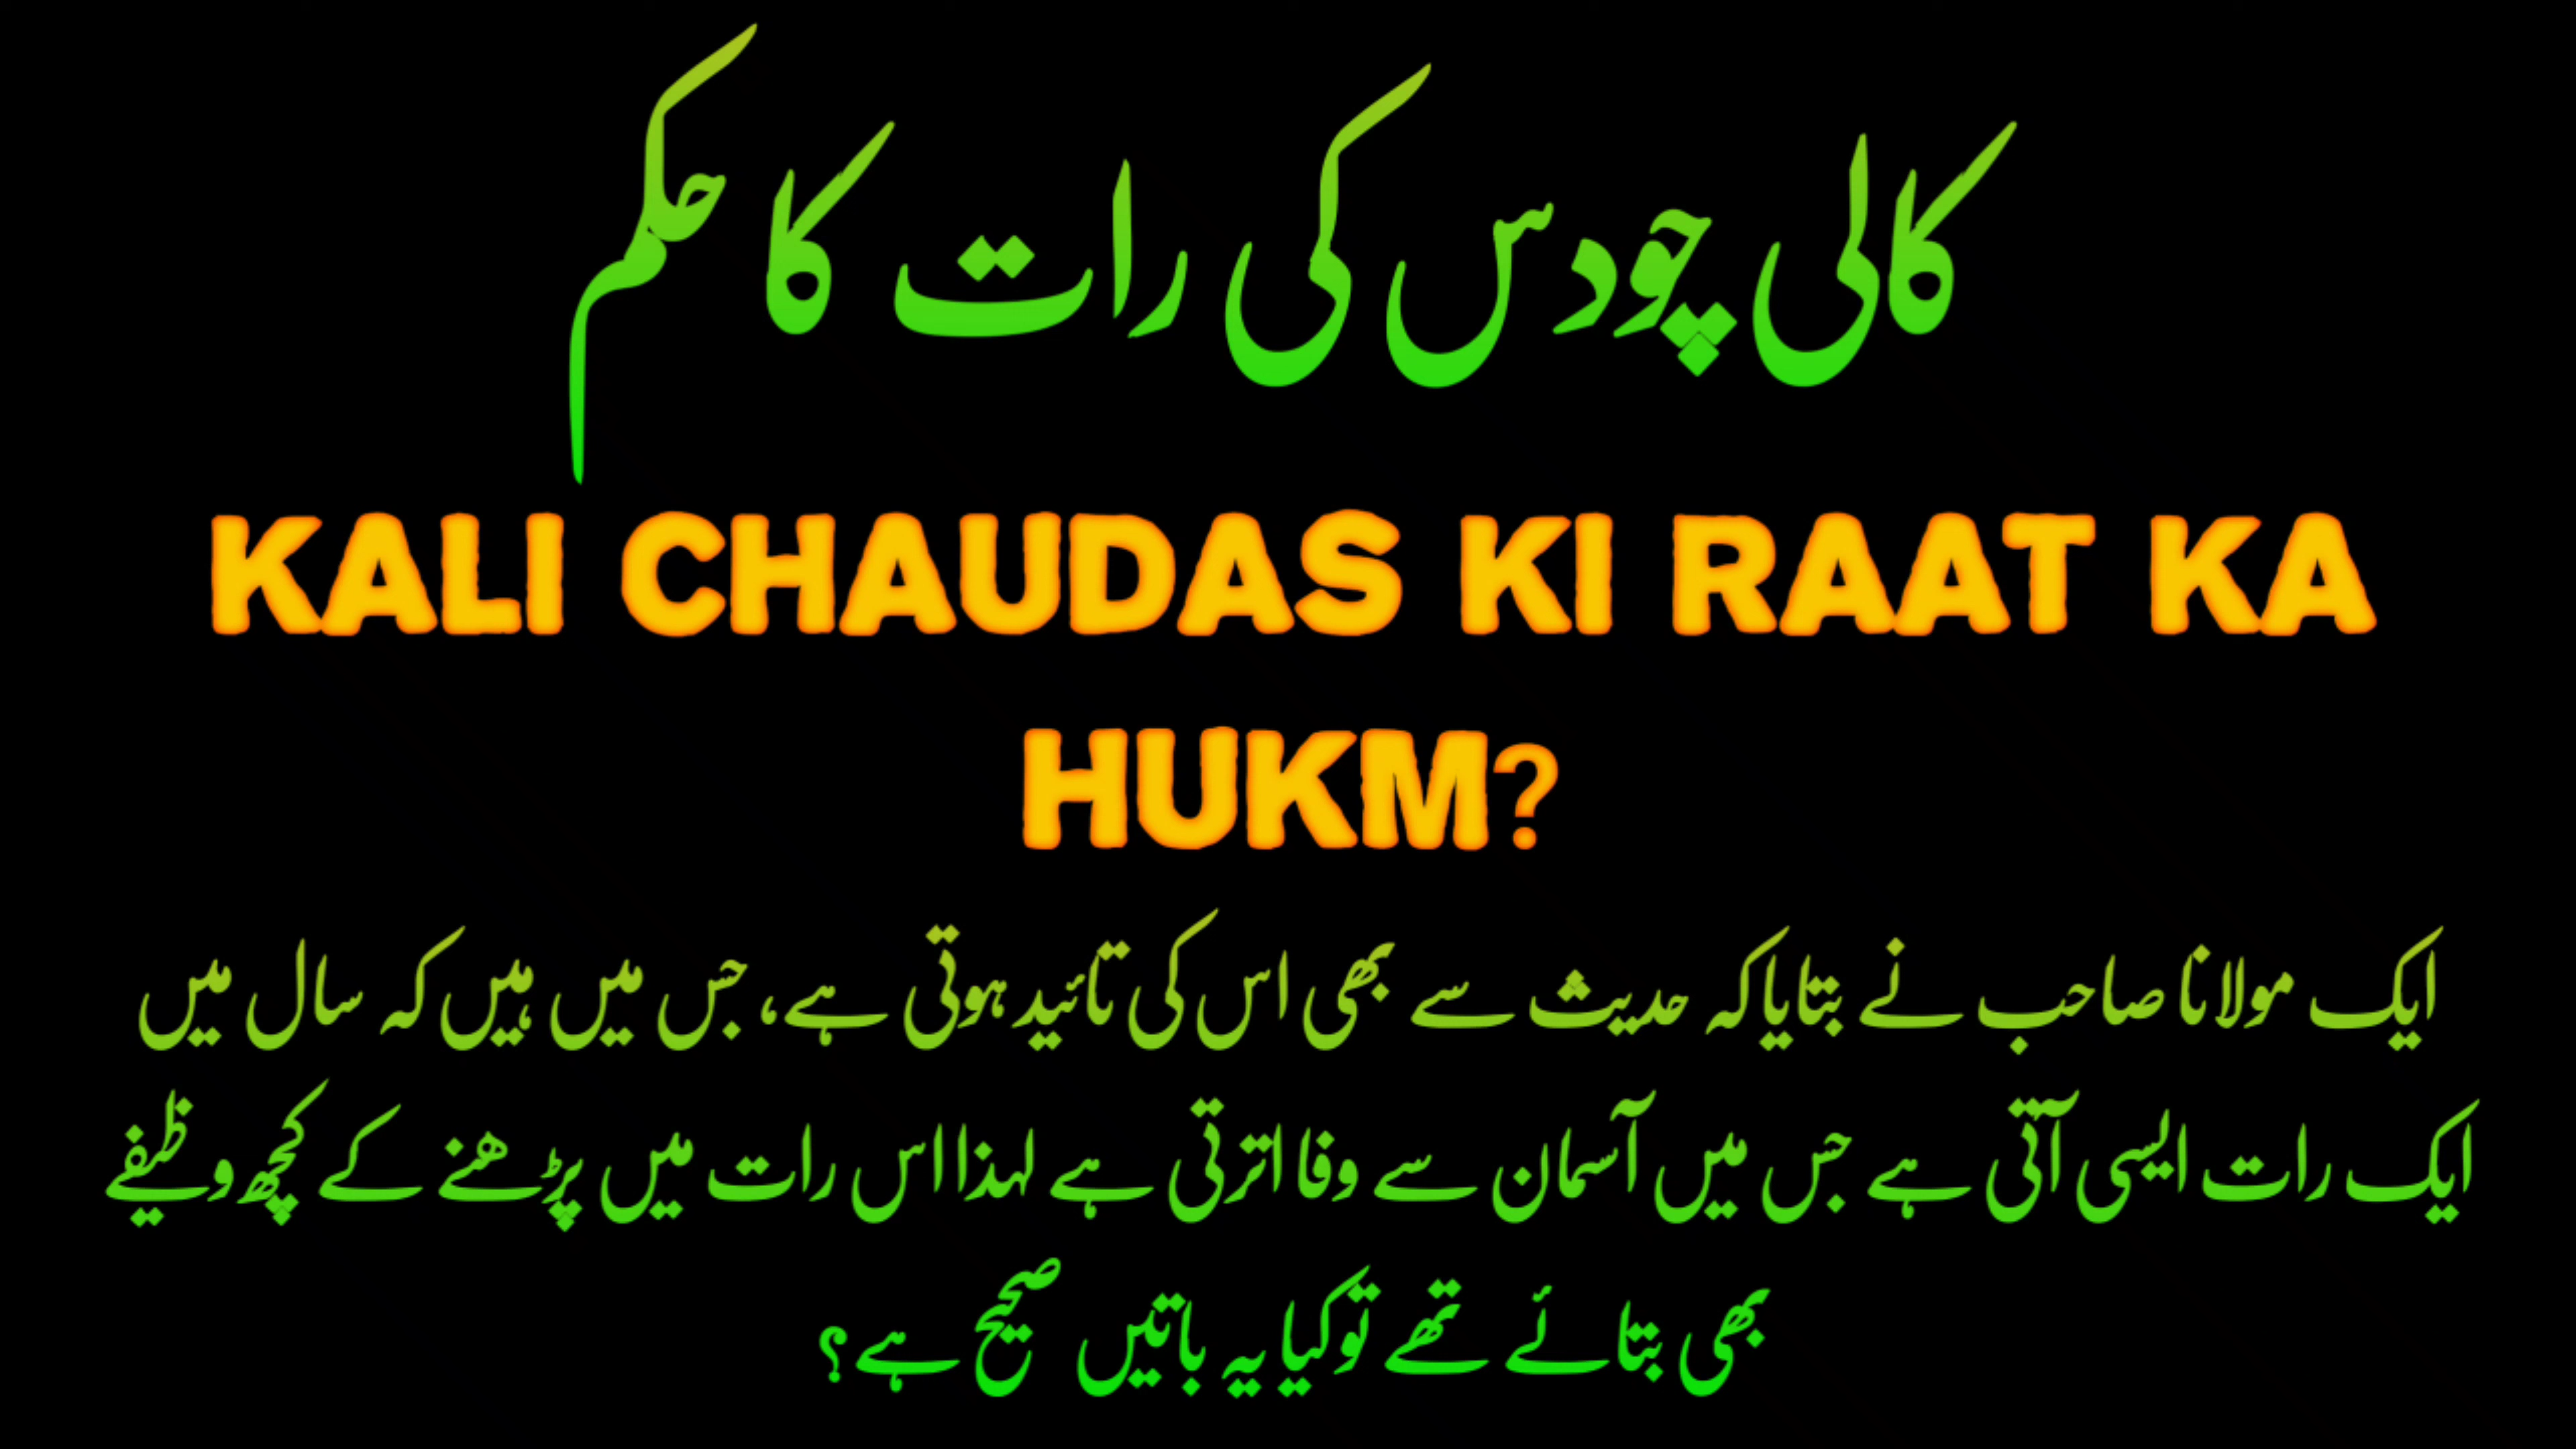 کالی چودس کی رات کا حکم
KALI CHAUDAS KI RAAT KA
HUKM?
ایک مولانا صاحب نے بتایا کہ حدیث سے بھی اس کی تائید ہوتی ہے، جس میں ہیں کہ سال میں
ایک رات ایسی آتی ہے جس میں آسمان سے وفا اترتی ہے لہذا اس رات میں پڑھنے کے کچھ وظیفے
بھی بتائے تھے تو کیا یہ باتیں صحیح ہے؟